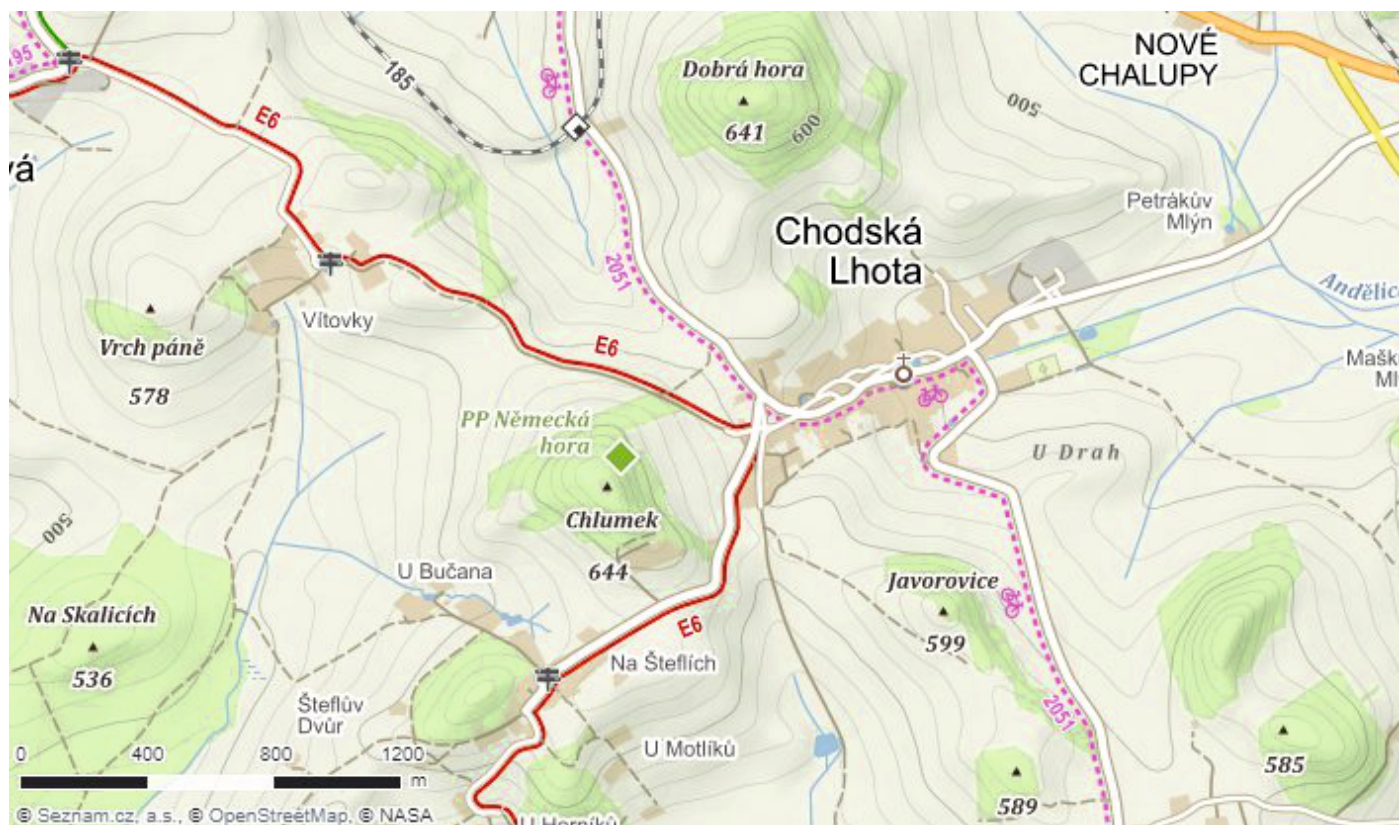 NOVÉ
CHALUPY
Dobrá hora
641
600
500
185
E6
95
vá
Petrákův
Mlýn
Chodská
Lhota
2051
Andělic
Vítovky
Vrch páně
578
E6
Mašk
Ml
PP Německá
hora
U Drah
Chlumek
644
500
U Bučana
Javorovice
599
Na Skalicích
536
E6
Na Šteflích
Šteflův
Dvůr
2051
U Motlíků
585
589
0 400 800 1200
m
© Seznam.cz, a.s., © OpenStreetMap, © NASA
U Horníků